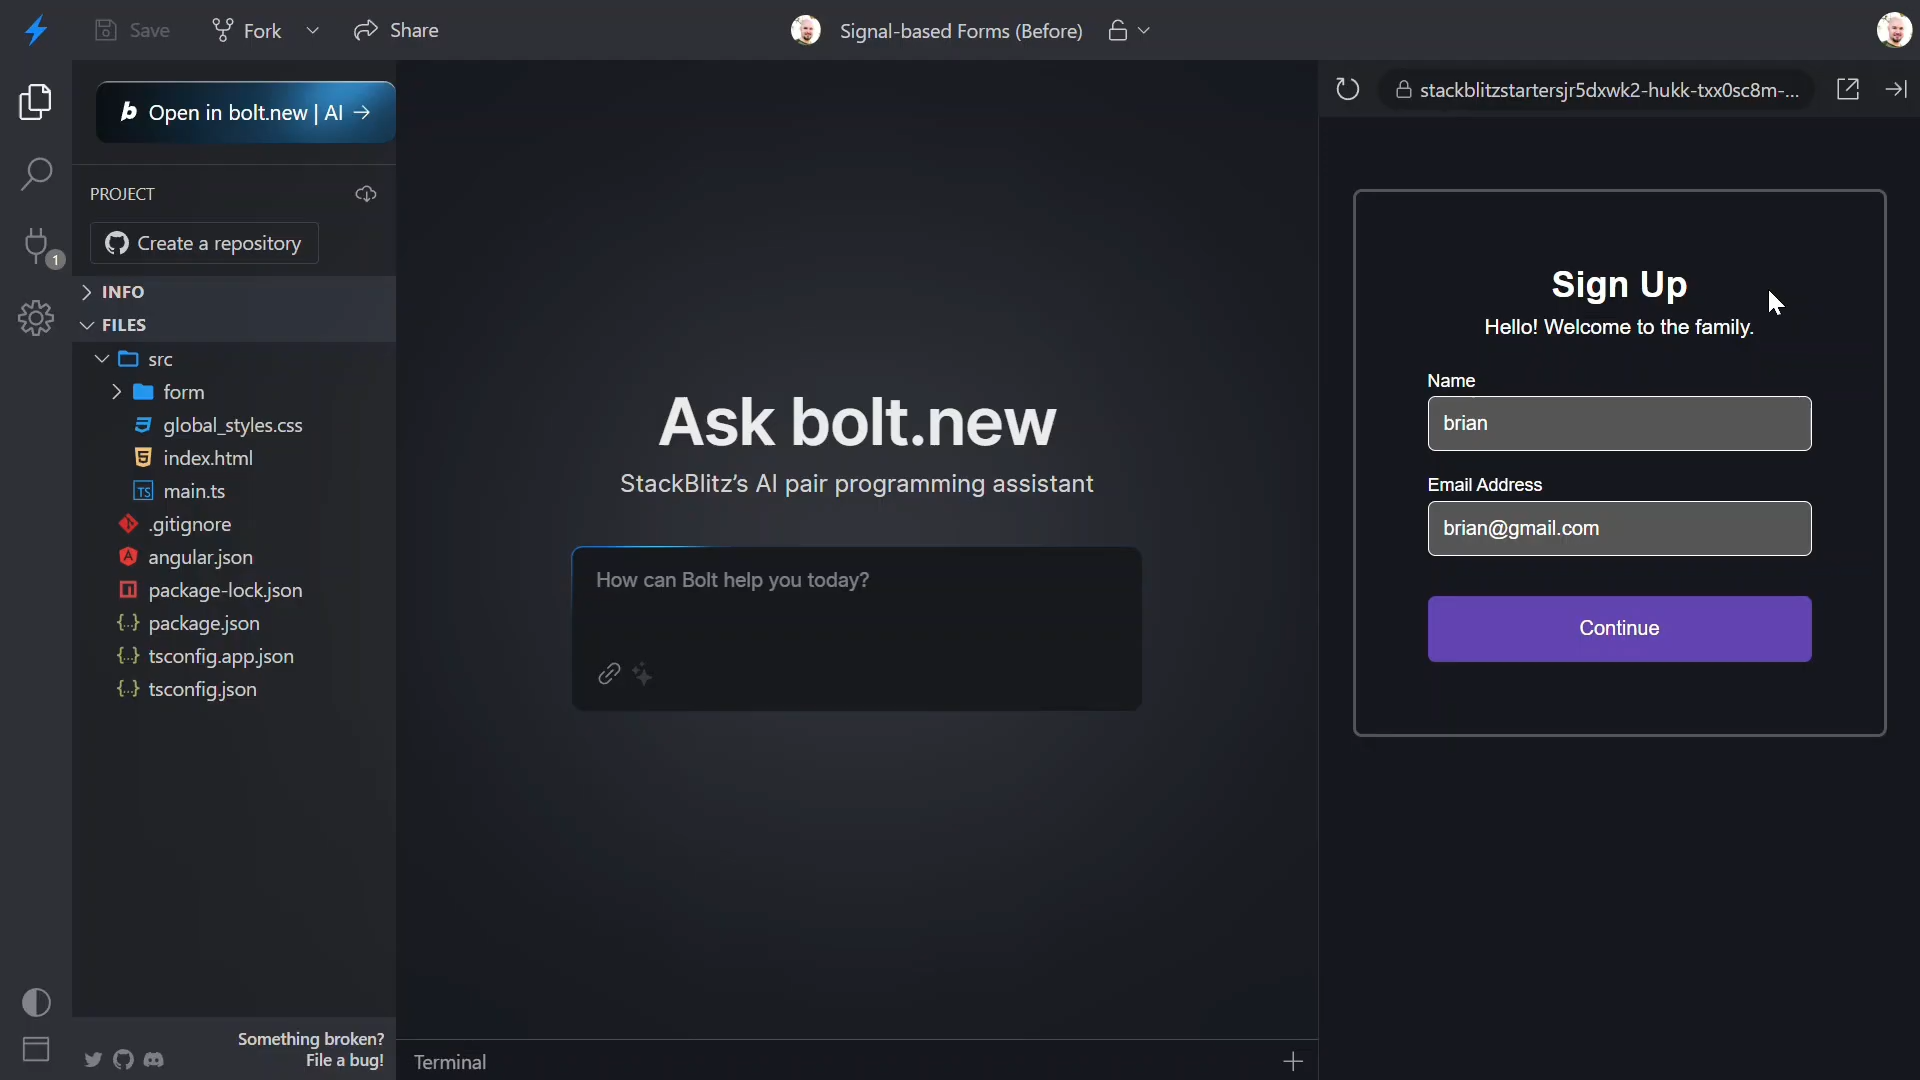 Save
Fork
Share
Signal-based Forms (Before)
Open in bolt.new | AI
PROJECT
Create a repository
1
INFO
FILES
src
form
global_styles.css
index.html
main.ts
.gitignore
angular.json
package-lock.json
package.json
tsconfig.app.json
tsconfig.json
Something broken?
File a bug!
Ask bolt.new
StackBlitz's AI pair programming assistant
How can Bolt help you today?
Terminal
stackblitzstartersjr5dxwk2-hukk-txx0sc8m-...
Sign Up
Hello! Welcome to the family.
Name
brian
Email Address
brian@gmail.com
Continue